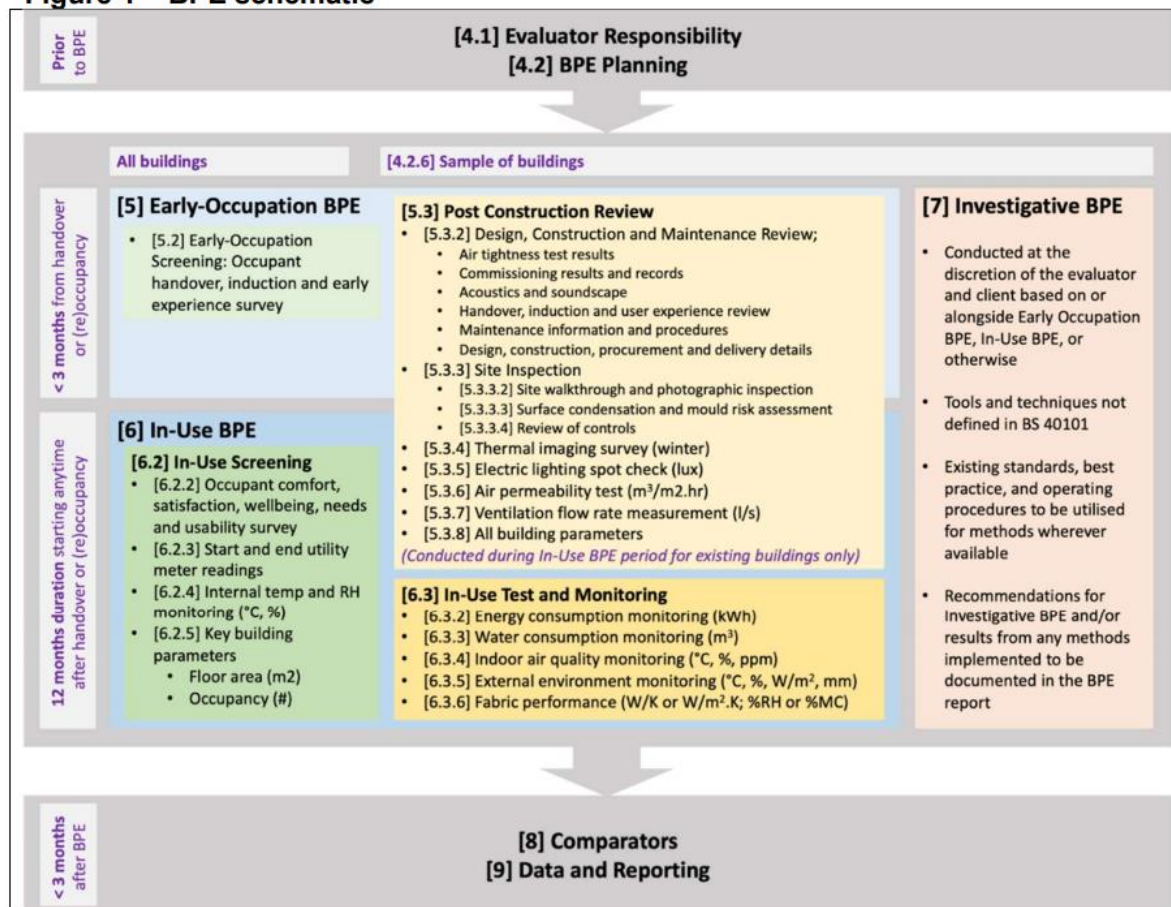 Figure 1 – BPE schematic
Prior
to BPE
[4.1] Evaluator Responsibility
[4.2] BPE Planning
All buildings
[4.2.6] Sample of buildings
< 3 months from handover
or (re)occupancy
[5] Early-Occupation BPE
• [5.2] Early-Occupation
Screening: Occupant
handover, induction and early
experience survey
[5.3] Post Construction Review
• [5.3.2] Design, Construction and Maintenance Review;
• Air tightness test results
• Commissioning results and records
• Acoustics and soundscape
• Handover, induction and user experience review
• Maintenance information and procedures
• Design, construction, procurement and delivery details
• [5.3.3] Site Inspection
• [5.3.3.2] Site walkthrough and photographic inspection
• [5.3.3.3] Surface condensation and mould risk assessment
• [5.3.3.4] Review of controls
• [5.3.4] Thermal imaging survey (winter)
• [5.3.5] Electric lighting spot check (lux)
• [5.3.6] Air permeability test (m³/m2.hr)
• [5.3.7] Ventilation flow rate measurement (l/s)
• [5.3.8] All building parameters
(Conducted during In-Use BPE period for existing buildings only)
12 months duration starting anytime
after handover or (re)occupancy
[6] In-Use BPE
[6.2] In-Use Screening
• [6.2.2] Occupant comfort,
satisfaction, wellbeing, needs
and usability survey
• [6.2.3] Start and end utility
meter readings
• [6.2.4] Internal temp and RH
monitoring (°C, %)
• [6.2.5] Key building
parameters
• Floor area (m2)
• Occupancy (#)
[6.3] In-Use Test and Monitoring
• [6.3.2] Energy consumption monitoring (kWh)
• [6.3.3] Water consumption monitoring (m³)
• [6.3.4] Indoor air quality monitoring (°C, %, ppm)
• [6.3.5] External environment monitoring (°C, %, W/m², mm)
• [6.3.6] Fabric performance (W/K or W/m².K; %RH or %MC)
[7] Investigative BPE
• Conducted at the
discretion of the evaluator
and client based on or
alongside Early Occupation
BPE, In-Use BPE, or
otherwise
• Tools and techniques not
defined in BS 40101
• Existing standards, best
practice, and operating
procedures to be utilised
for methods wherever
available
• Recommendations for
Investigative BPE and/or
results from any methods
implemented to be
documented in the BPE
report
< 3 months
after BPE
[8] Comparators
[9] Data and Reporting